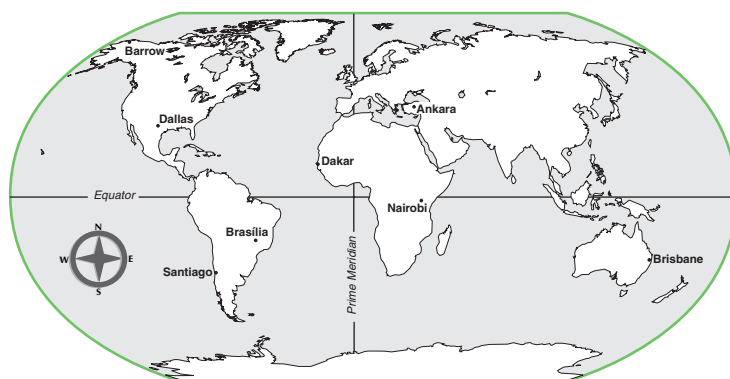 Barrow
Dallas
Ankara
Dakar
Equator
Nairobi
Brasília
N
W E
S
Santiago
Prime Meridian
Brisbane